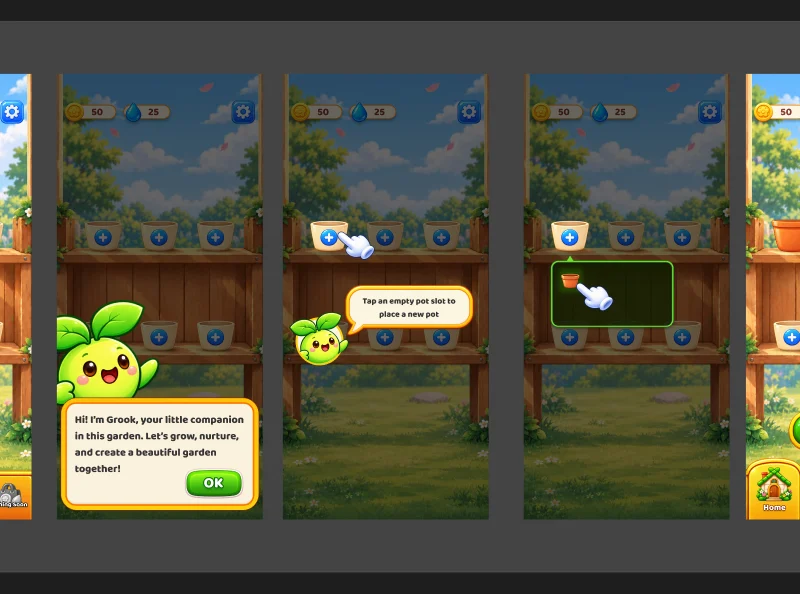 50
25
Hi! I'm Grook, your little companion
in this garden. Let's grow, nurture,
and create a beautiful garden
together!
OK
50
25
Tap an empty pot slot to
place a new pot
50
25
50
Home